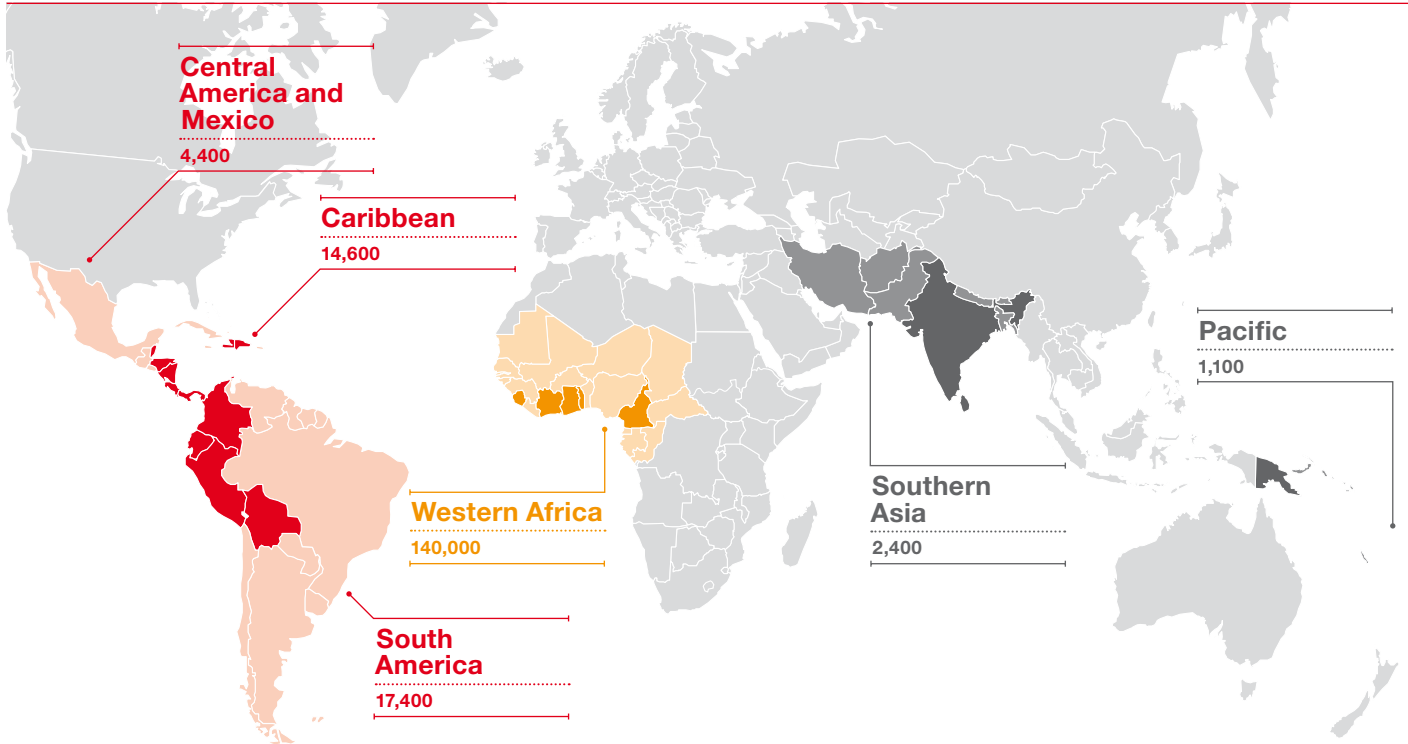 Central
America and
Mexico
4,400
Caribbean
14,600
Pacific
1,100
Western Africa
140,000
Southern
Asia
2,400
South
America
17,400